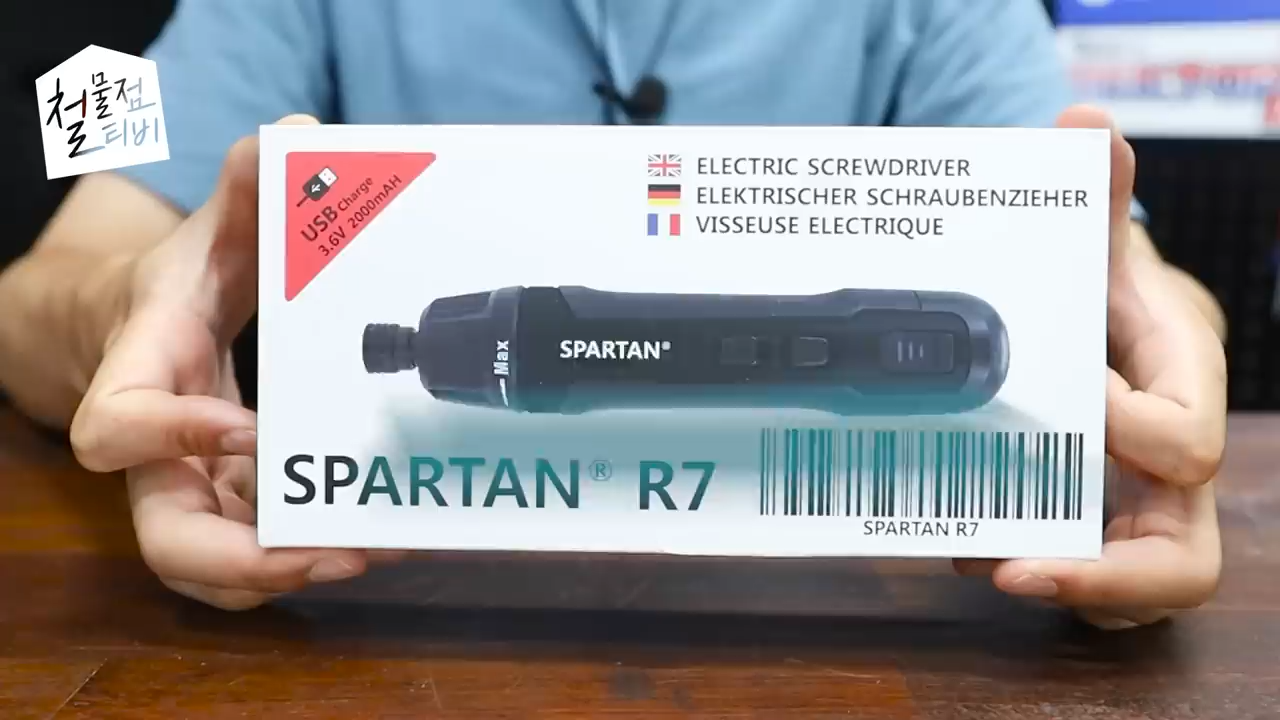 철물점
티비
USB Charge
3.6V 2000mAH
ELECTRIC SCREWDRIVER
ELEKTRISCHER SCHRAUBENZIEHER
VISSEUSE ELECTRIQUE
Max
SPARTAN®
SPARTAN® R7
SPARTAN R7